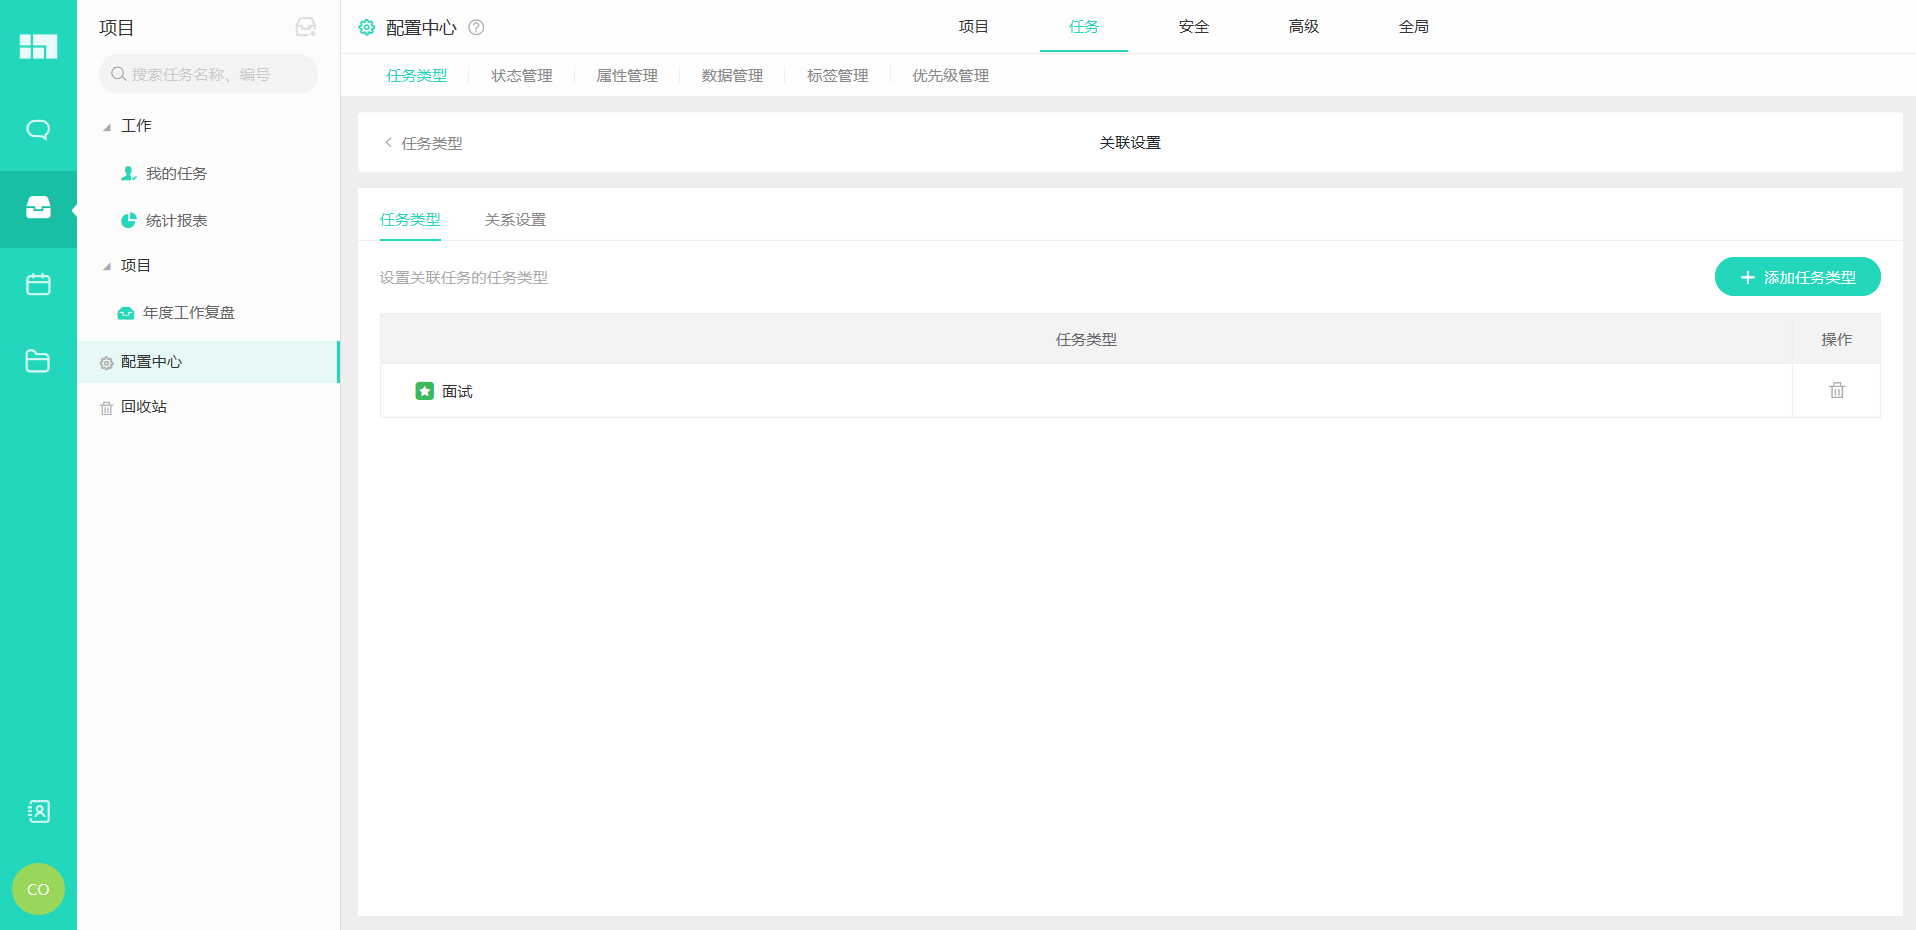 项目
搜索任务名称、编号
工作
我的任务
统计报表
项目
年度工作复盘
配置中心
回收站
CO
配置中心 ?
项目 任务 安全 高级 全局
任务类型 状态管理 属性管理 数据管理 标签管理 优先级管理
任务类型 关联设置
任务类型 关系设置
设置关联任务的任务类型 添加任务类型
任务类型 操作
面试